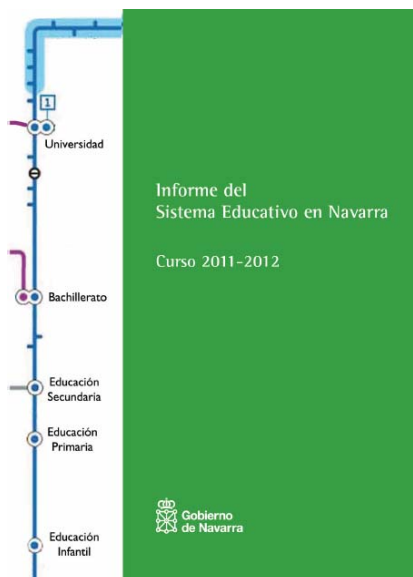 1
Universidad
Bachillerato
Educación
Secundaria
Educación
Primaria
Educación
Infantil
Informe del
Sistema Educativo en Navarra
Curso 2011-2012
Gobierno
de Navarra